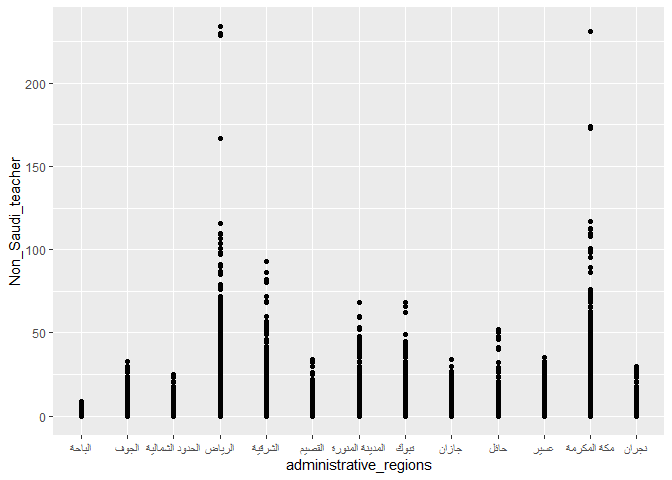 200
150
100
50
0
Non_Saudi_teacher
الباحة
الجوف
الحدود الشمالية
الرياض
الشرقية
القصيم
المدينة المنورة
تبوك
جازان
حائل
عسير
مكة المكرمة
نجران
administrative_regions